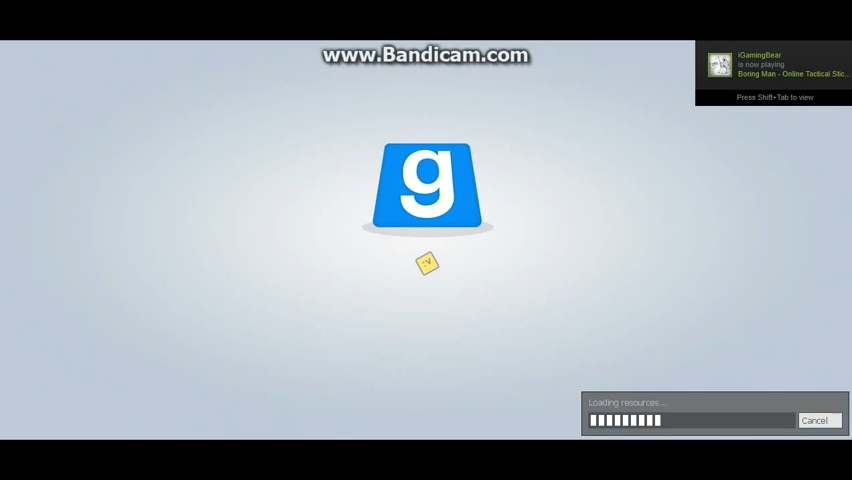 www.Bandicam.com
iGamingBear
is now playing
Boring Man - Online Tactical Stic...
Press Shift+Tab to view
g
:v
Loading resources...
Cancel